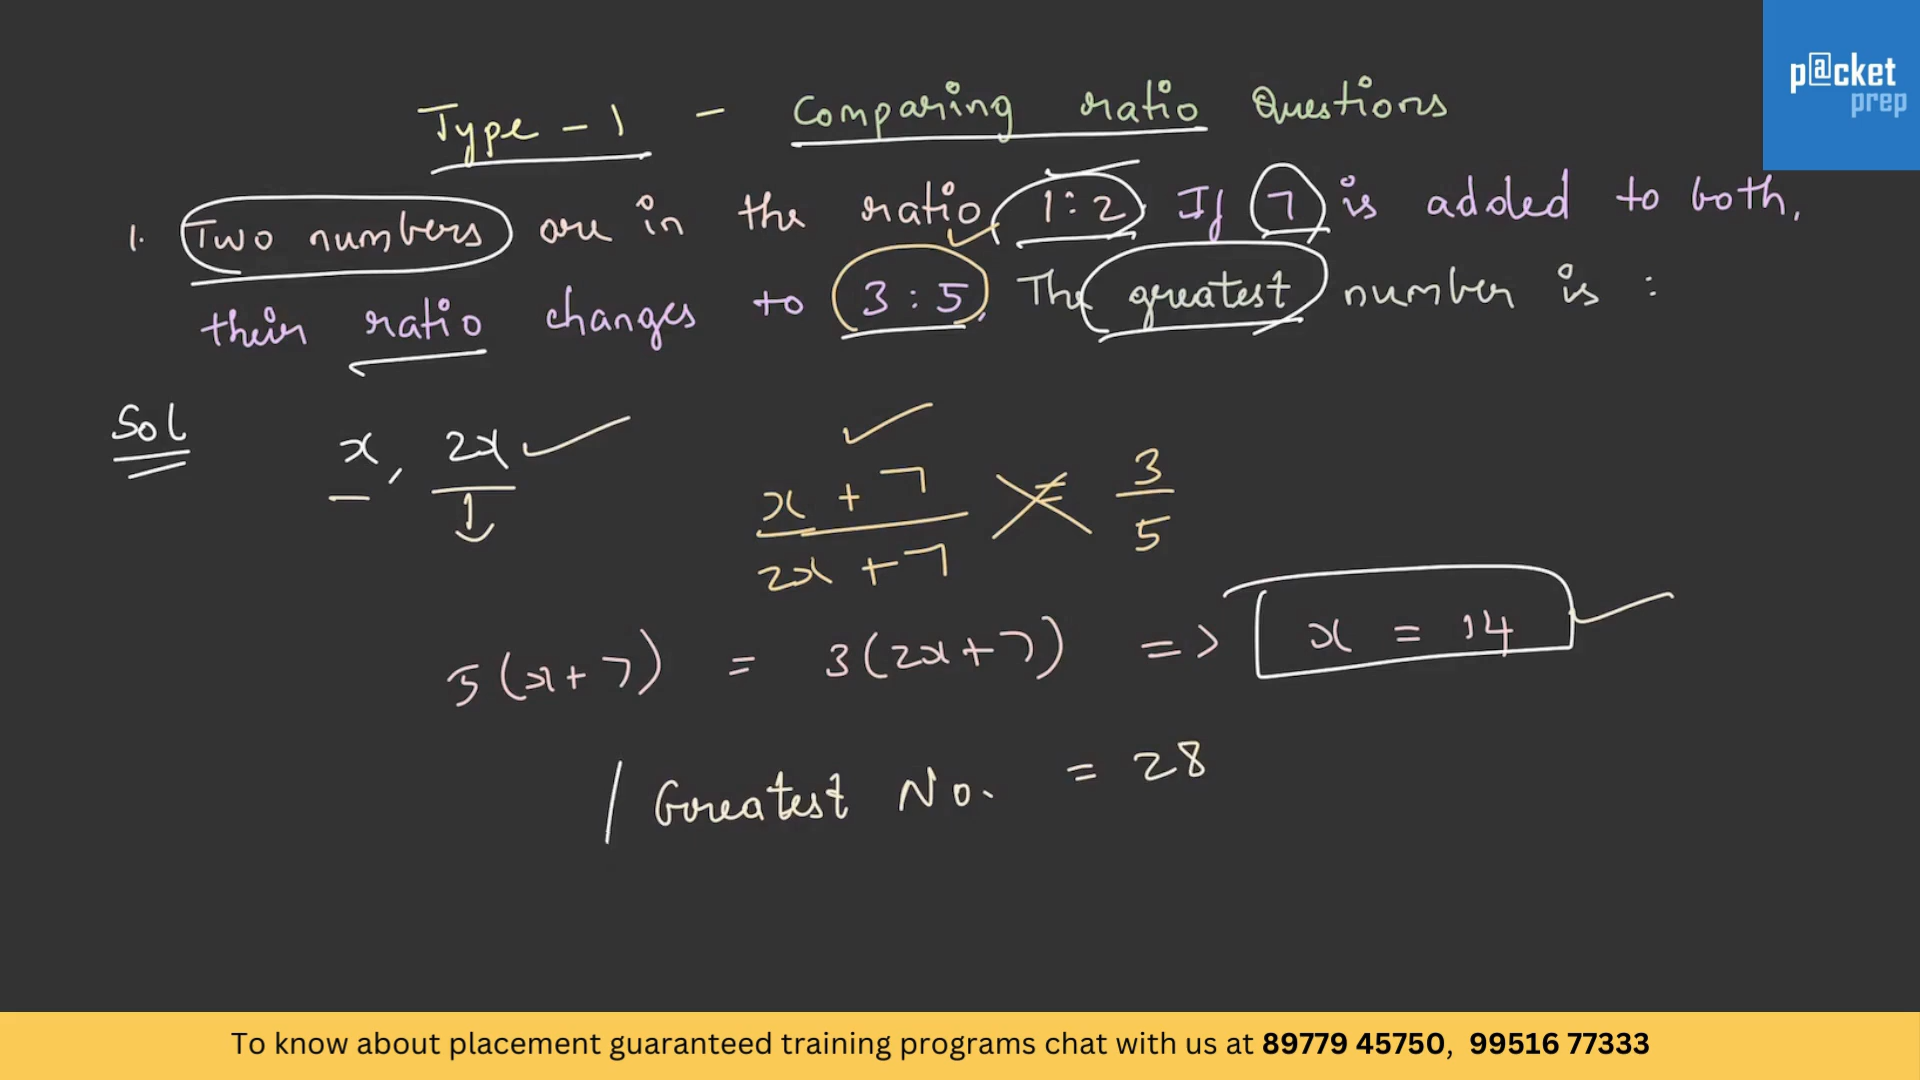 p@cket
prep
Type - 1 - Comparing ratio Questions
1. Two numbers are in the ratio 1:2 If 7 is added to both,
their ratio changes to 3:5, The greatest number is :
Sol
x, 2x
x + 7 / 2x + 7 = 3 / 5
5(x+7) = 3(2x+7) => x = 14
Greatest No. = 28
To know about placement guaranteed training programs chat with us at 89779 45750, 99516 77333